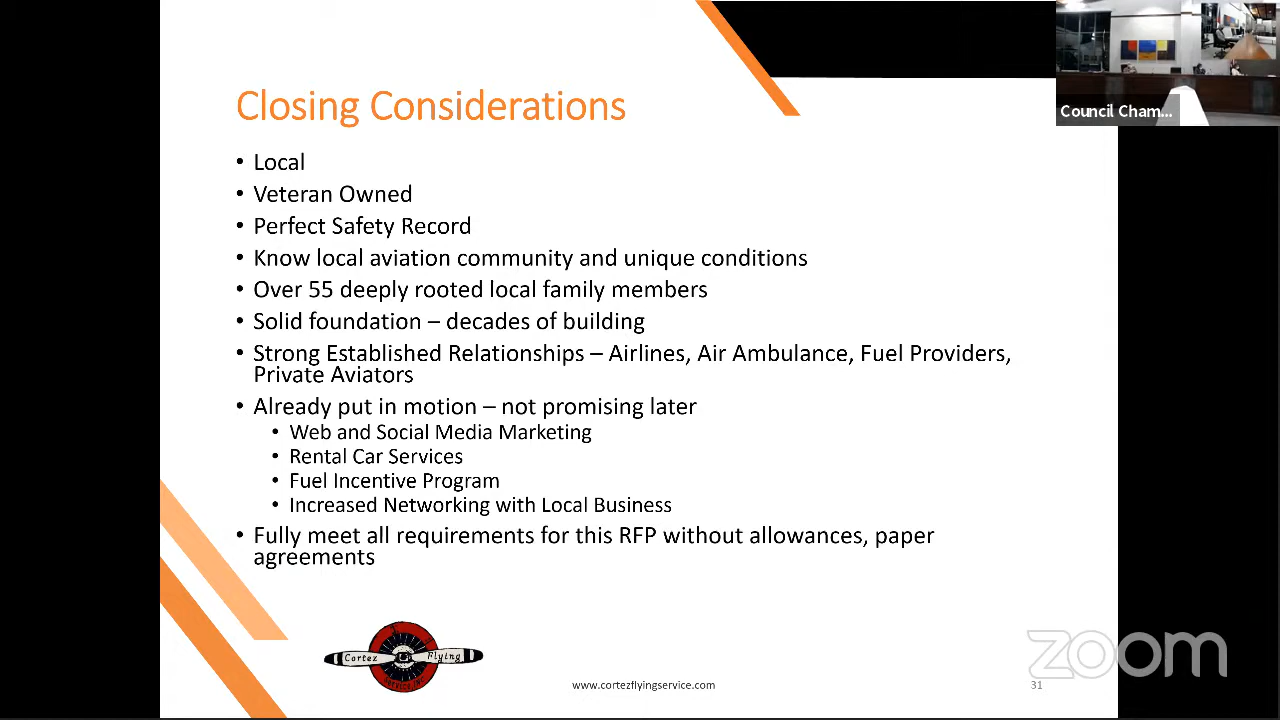 Council Cham...
Closing Considerations
• Local
• Veteran Owned
• Perfect Safety Record
• Know local aviation community and unique conditions
• Over 55 deeply rooted local family members
• Solid foundation – decades of building
• Strong Established Relationships – Airlines, Air Ambulance, Fuel Providers,
Private Aviators
• Already put in motion – not promising later
• Web and Social Media Marketing
• Rental Car Services
• Fuel Incentive Program
• Increased Networking with Local Business
• Fully meet all requirements for this RFP without allowances, paper
agreements
Cortez Flying
Service, Inc.
www.cortezflyingservice.com
31
zoom